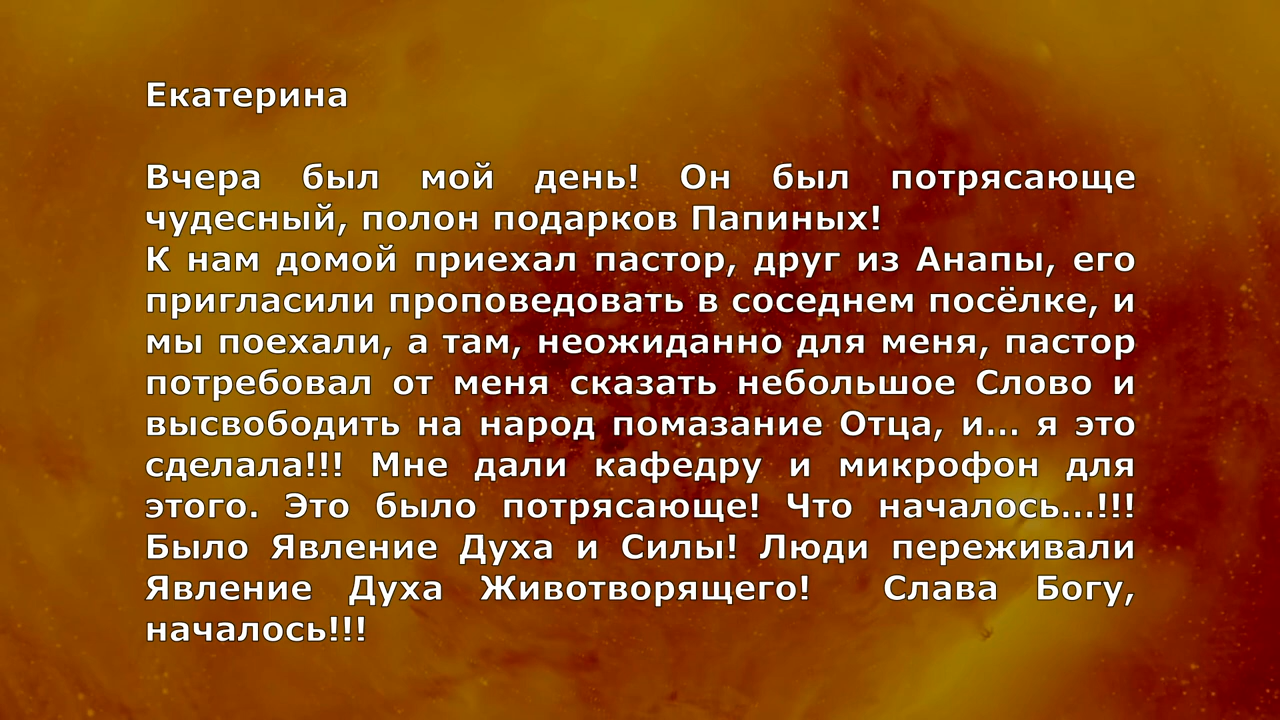 Екатерина
Вчера был мой день! Он был потрясающе
чудесный, полон подарков Папиных!
К нам домой приехал пастор, друг из Анапы, его
пригласили проповедовать в соседнем посёлке, и
мы поехали, а там, неожиданно для меня, пастор
потребовал от меня сказать небольшое Слово и
высвободить на народ помазание Отца, и... я это
сделала!!! Мне дали кафедру и микрофон для
этого. Это было потрясающе! Что началось...!!!
Было Явление Духа и Силы! Люди переживали
Явление Духа Животворящего! Слава Богу,
началось!!!